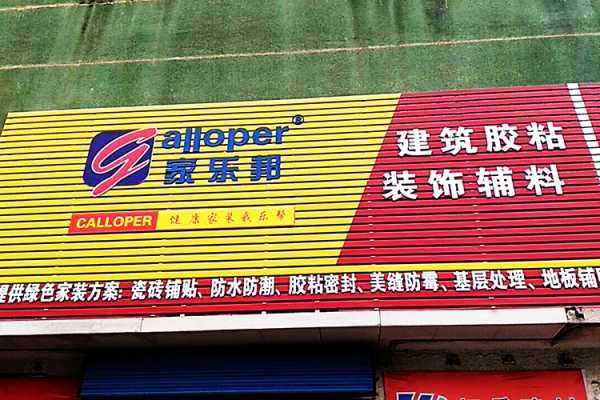 Galloper®
家乐邦
CALLOPER 健康家装我乐帮
建筑胶粘
装饰辅料
提供绿色家装方案:瓷砖铺贴、防水防潮、胶粘密封、美缝防霉、基层处理、地板铺